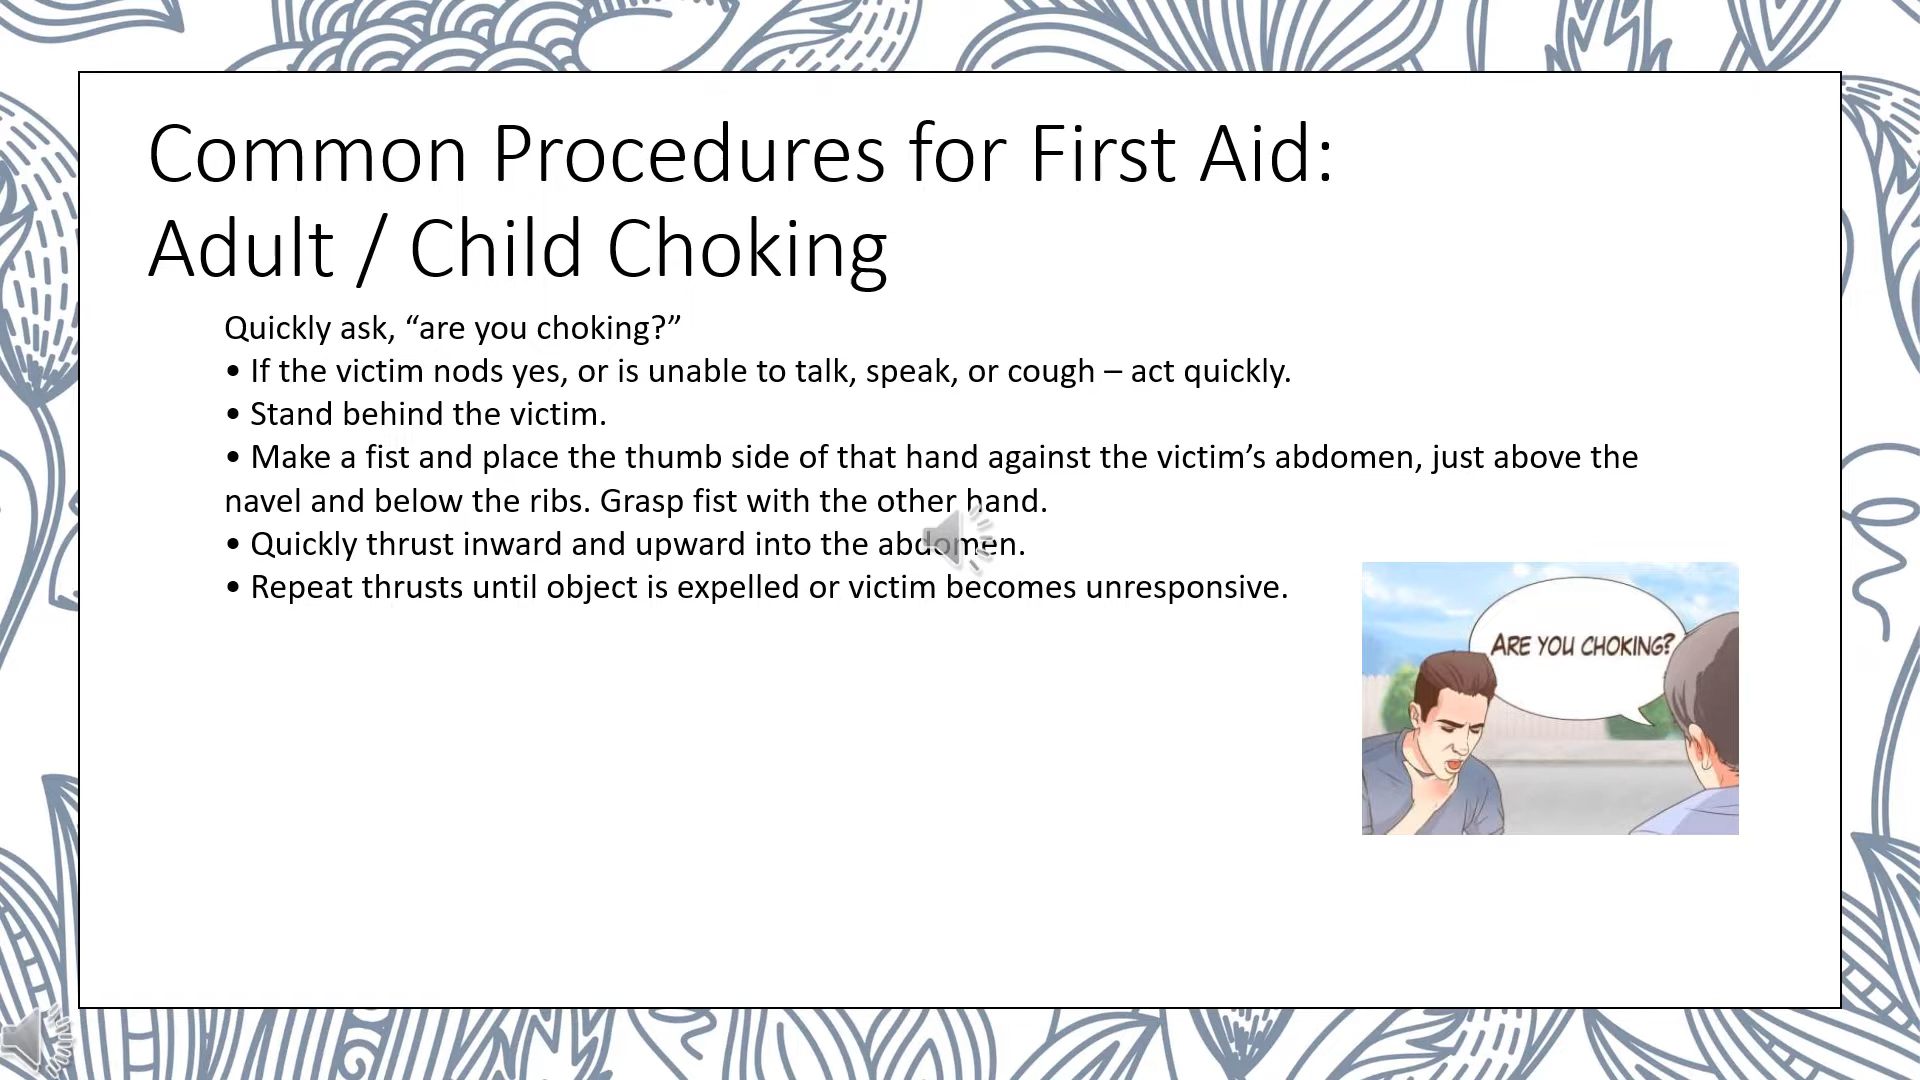 Common Procedures for First Aid:
Adult / Child Choking
Quickly ask, “are you choking?”
• If the victim nods yes, or is unable to talk, speak, or cough – act quickly.
• Stand behind the victim.
• Make a fist and place the thumb side of that hand against the victim’s abdomen, just above the
navel and below the ribs. Grasp fist with the other hand.
• Quickly thrust inward and upward into the abdomen.
• Repeat thrusts until object is expelled or victim becomes unresponsive.
ARE YOU CHOKING?